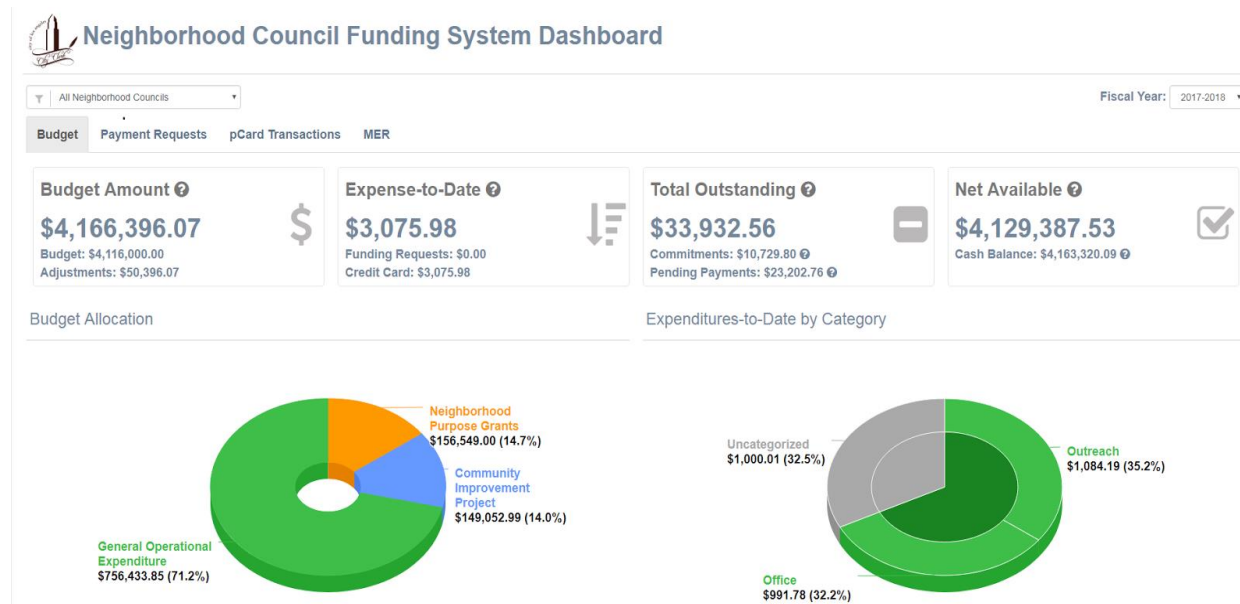 City Clerk
Neighborhood Council Funding System Dashboard
All Neighborhood Councils
Fiscal Year: 2017-2018
Budget Payment Requests pCard Transactions MER
Budget Amount ?
$4,166,396.07
$
Budget: $4,116,000.00
Adjustments: $50,396.07
Expense-to-Date ?
$3,075.98
Funding Requests: $0.00
Credit Card: $3,075.98
Total Outstanding ?
$33,932.56
Commitments: $10,729.80 ?
Pending Payments: $23,202.76 ?
Net Available ?
$4,129,387.53
Cash Balance: $4,163,320.09 ?
Budget Allocation
Neighborhood
Purpose Grants
$156,549.00 (14.7%)
Community
Improvement
Project
$149,052.99 (14.0%)
General Operational
Expenditure
$756,433.85 (71.2%)
Expenditures-to-Date by Category
Uncategorized
$1,000.01 (32.5%)
Outreach
$1,084.19 (35.2%)
Office
$991.78 (32.2%)